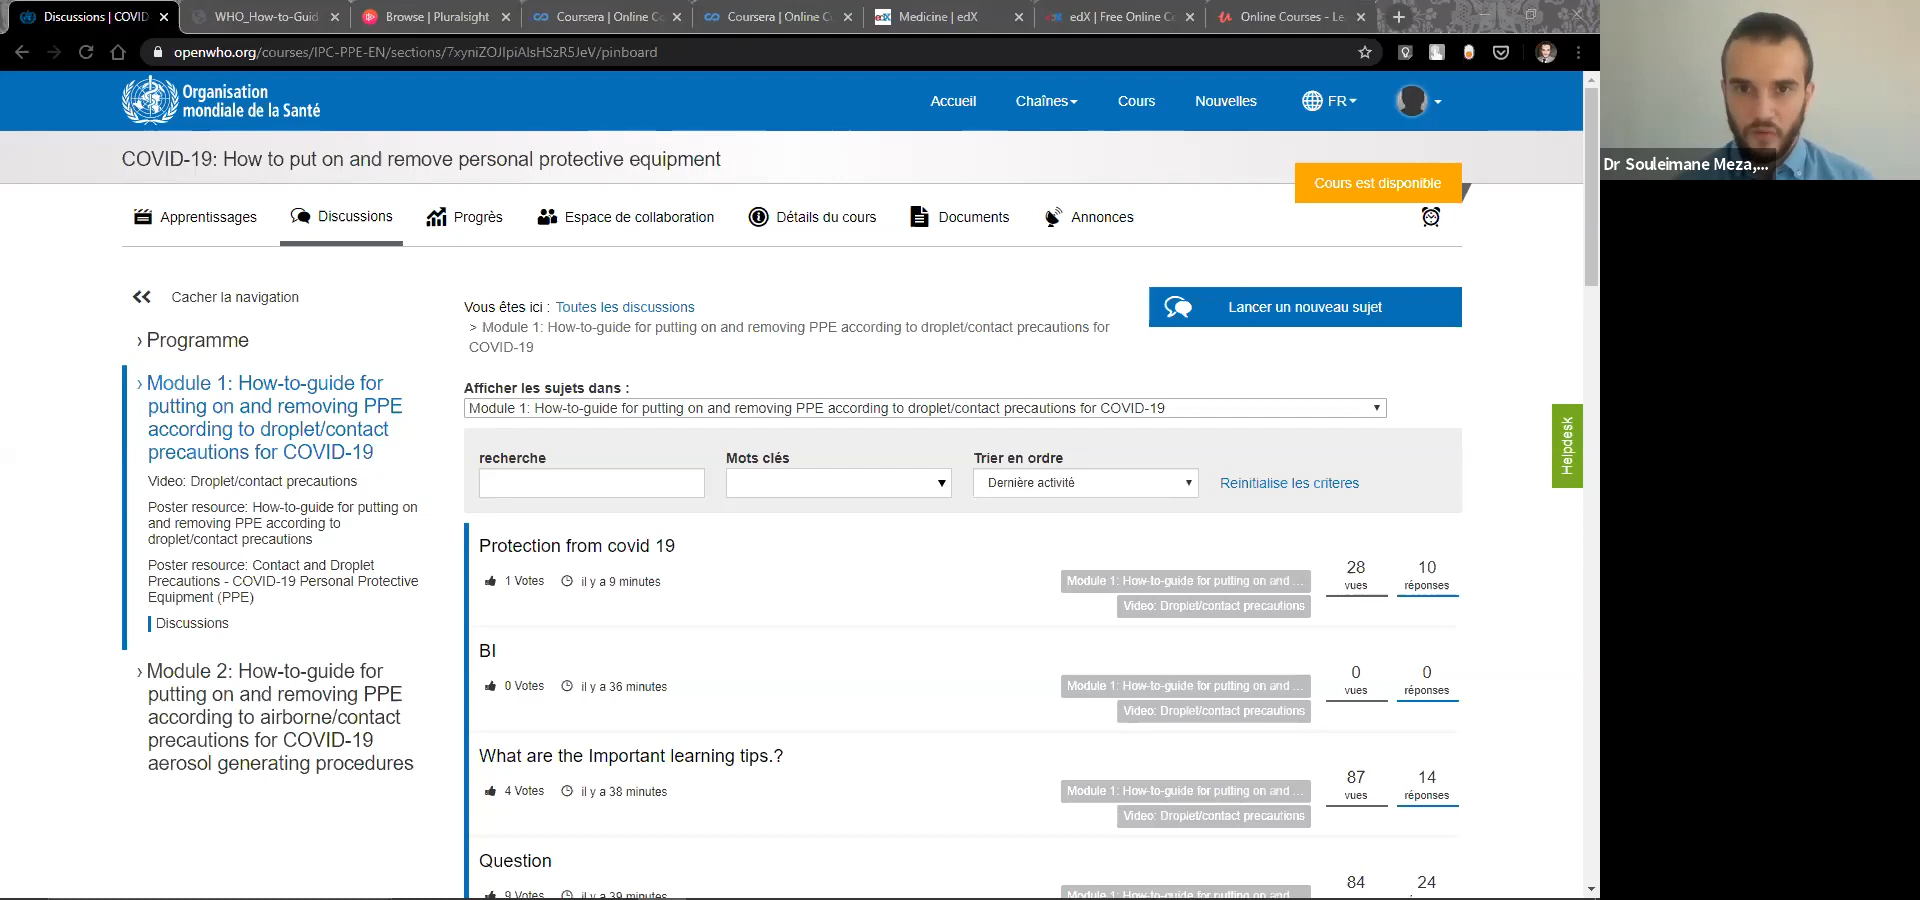 Discussions | COVID
WHO_How-to-Guid
Browse | Pluralsight
Coursera | Online Co
Coursera | Online C
Medicine | edX
edX | Free Online C
Online Courses - Le
openwho.org/courses/IPC-PPE-EN/sections/7xyniZOJIpiAlsHSzR5JeV/pinboard
Organisation
mondiale de la Santé
Accueil
Chaînes
Cours
Nouvelles
FR
COVID-19: How to put on and remove personal protective equipment
Cours est disponible
Apprentissages
Discussions
Progrès
Espace de collaboration
Détails du cours
Documents
Annonces
Cacher la navigation
› Programme
› Module 1: How-to-guide for
putting on and removing PPE
according to droplet/contact
precautions for COVID-19
Video: Droplet/contact precautions
Poster resource: How-to-guide for putting on
and removing PPE according to
droplet/contact precautions
Poster resource: Contact and Droplet
Precautions - COVID-19 Personal Protective
Equipment (PPE)
Discussions
› Module 2: How-to-guide for
putting on and removing PPE
according to airborne/contact
precautions for COVID-19
aerosol generating procedures
Vous êtes ici : Toutes les discussions
> Module 1: How-to-guide for putting on and removing PPE according to droplet/contact precautions for
COVID-19
Lancer un nouveau sujet
Afficher les sujets dans :
Module 1: How-to-guide for putting on and removing PPE according to droplet/contact precautions for COVID-19
recherche
Mots clés
Trier en ordre
Dernière activité
Reinitialise les criteres
Protection from covid 19
1 Votes
il y a 9 minutes
Module 1: How-to-guide for putting on and ...
Video: Droplet/contact precautions
28
vues
10
réponses
BI
0 Votes
il y a 36 minutes
Module 1: How-to-guide for putting on and ...
Video: Droplet/contact precautions
0
vues
0
réponses
What are the Important learning tips.?
4 Votes
il y a 38 minutes
Module 1: How-to-guide for putting on and ...
Video: Droplet/contact precautions
87
vues
14
réponses
Question
9 Votes
il y a 39 minutes
Module 1: How-to-guide for putting on and ...
84
24
Helpdesk
Dr Souleimane Meza,...